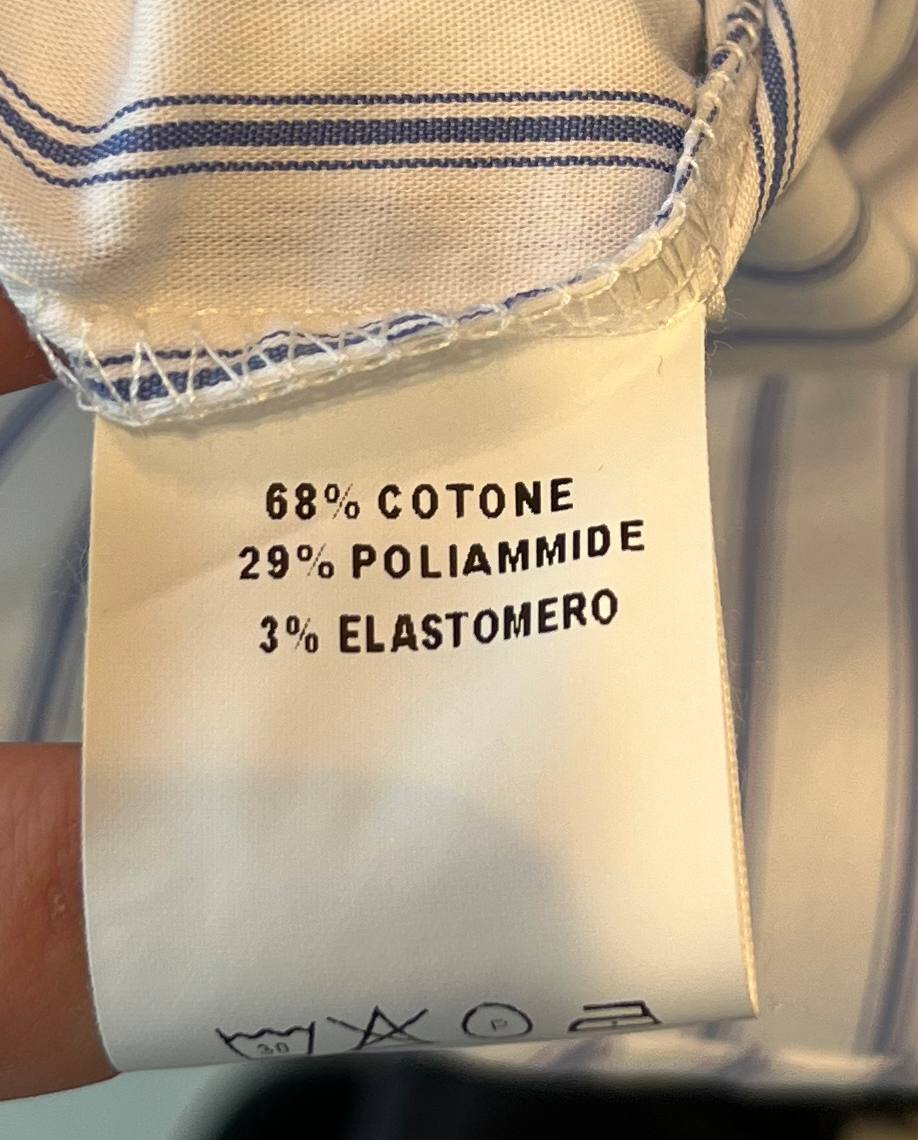 68% COTONE
29% POLIAMMIDE
3% ELASTOMERO
30 P